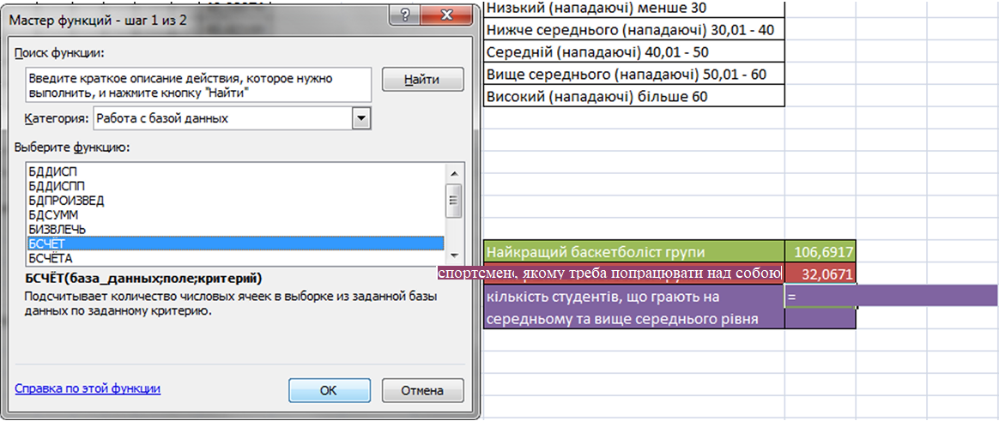 Мастер функций - шаг 1 из 2
Поиск функции:
Введите краткое описание действия, которое нужно
выполнить, и нажмите кнопку "Найти"
Найти
Категория: Работа с базой данных
Выберите функцию:
БДДИСП
БДДИСПП
БДПРОИЗВЕД
БДСУММ
БИЗВЛЕЧЬ
БСЧЁТ
БСЧЁТА
БСЧЁТ(база_данных;поле;критерий)
Подсчитывает количество числовых ячеек в выборке из заданной базы
данных по заданному критерию.
Справка по этой функции
ОК
Отмена
Низький (нападаючі) менше 30
Нижче середнього (нападаючі) 30,01 - 40
Середній (нападаючі) 40,01 - 50
Вище середнього (нападаючі) 50,01 - 60
Високий (нападаючі) більше 60
Найкращий баскетболіст групи 106,6917
якому треба попрацювати над собою 32,0671
кількість студентів, що грають на =
середньому та вище середнього рівня